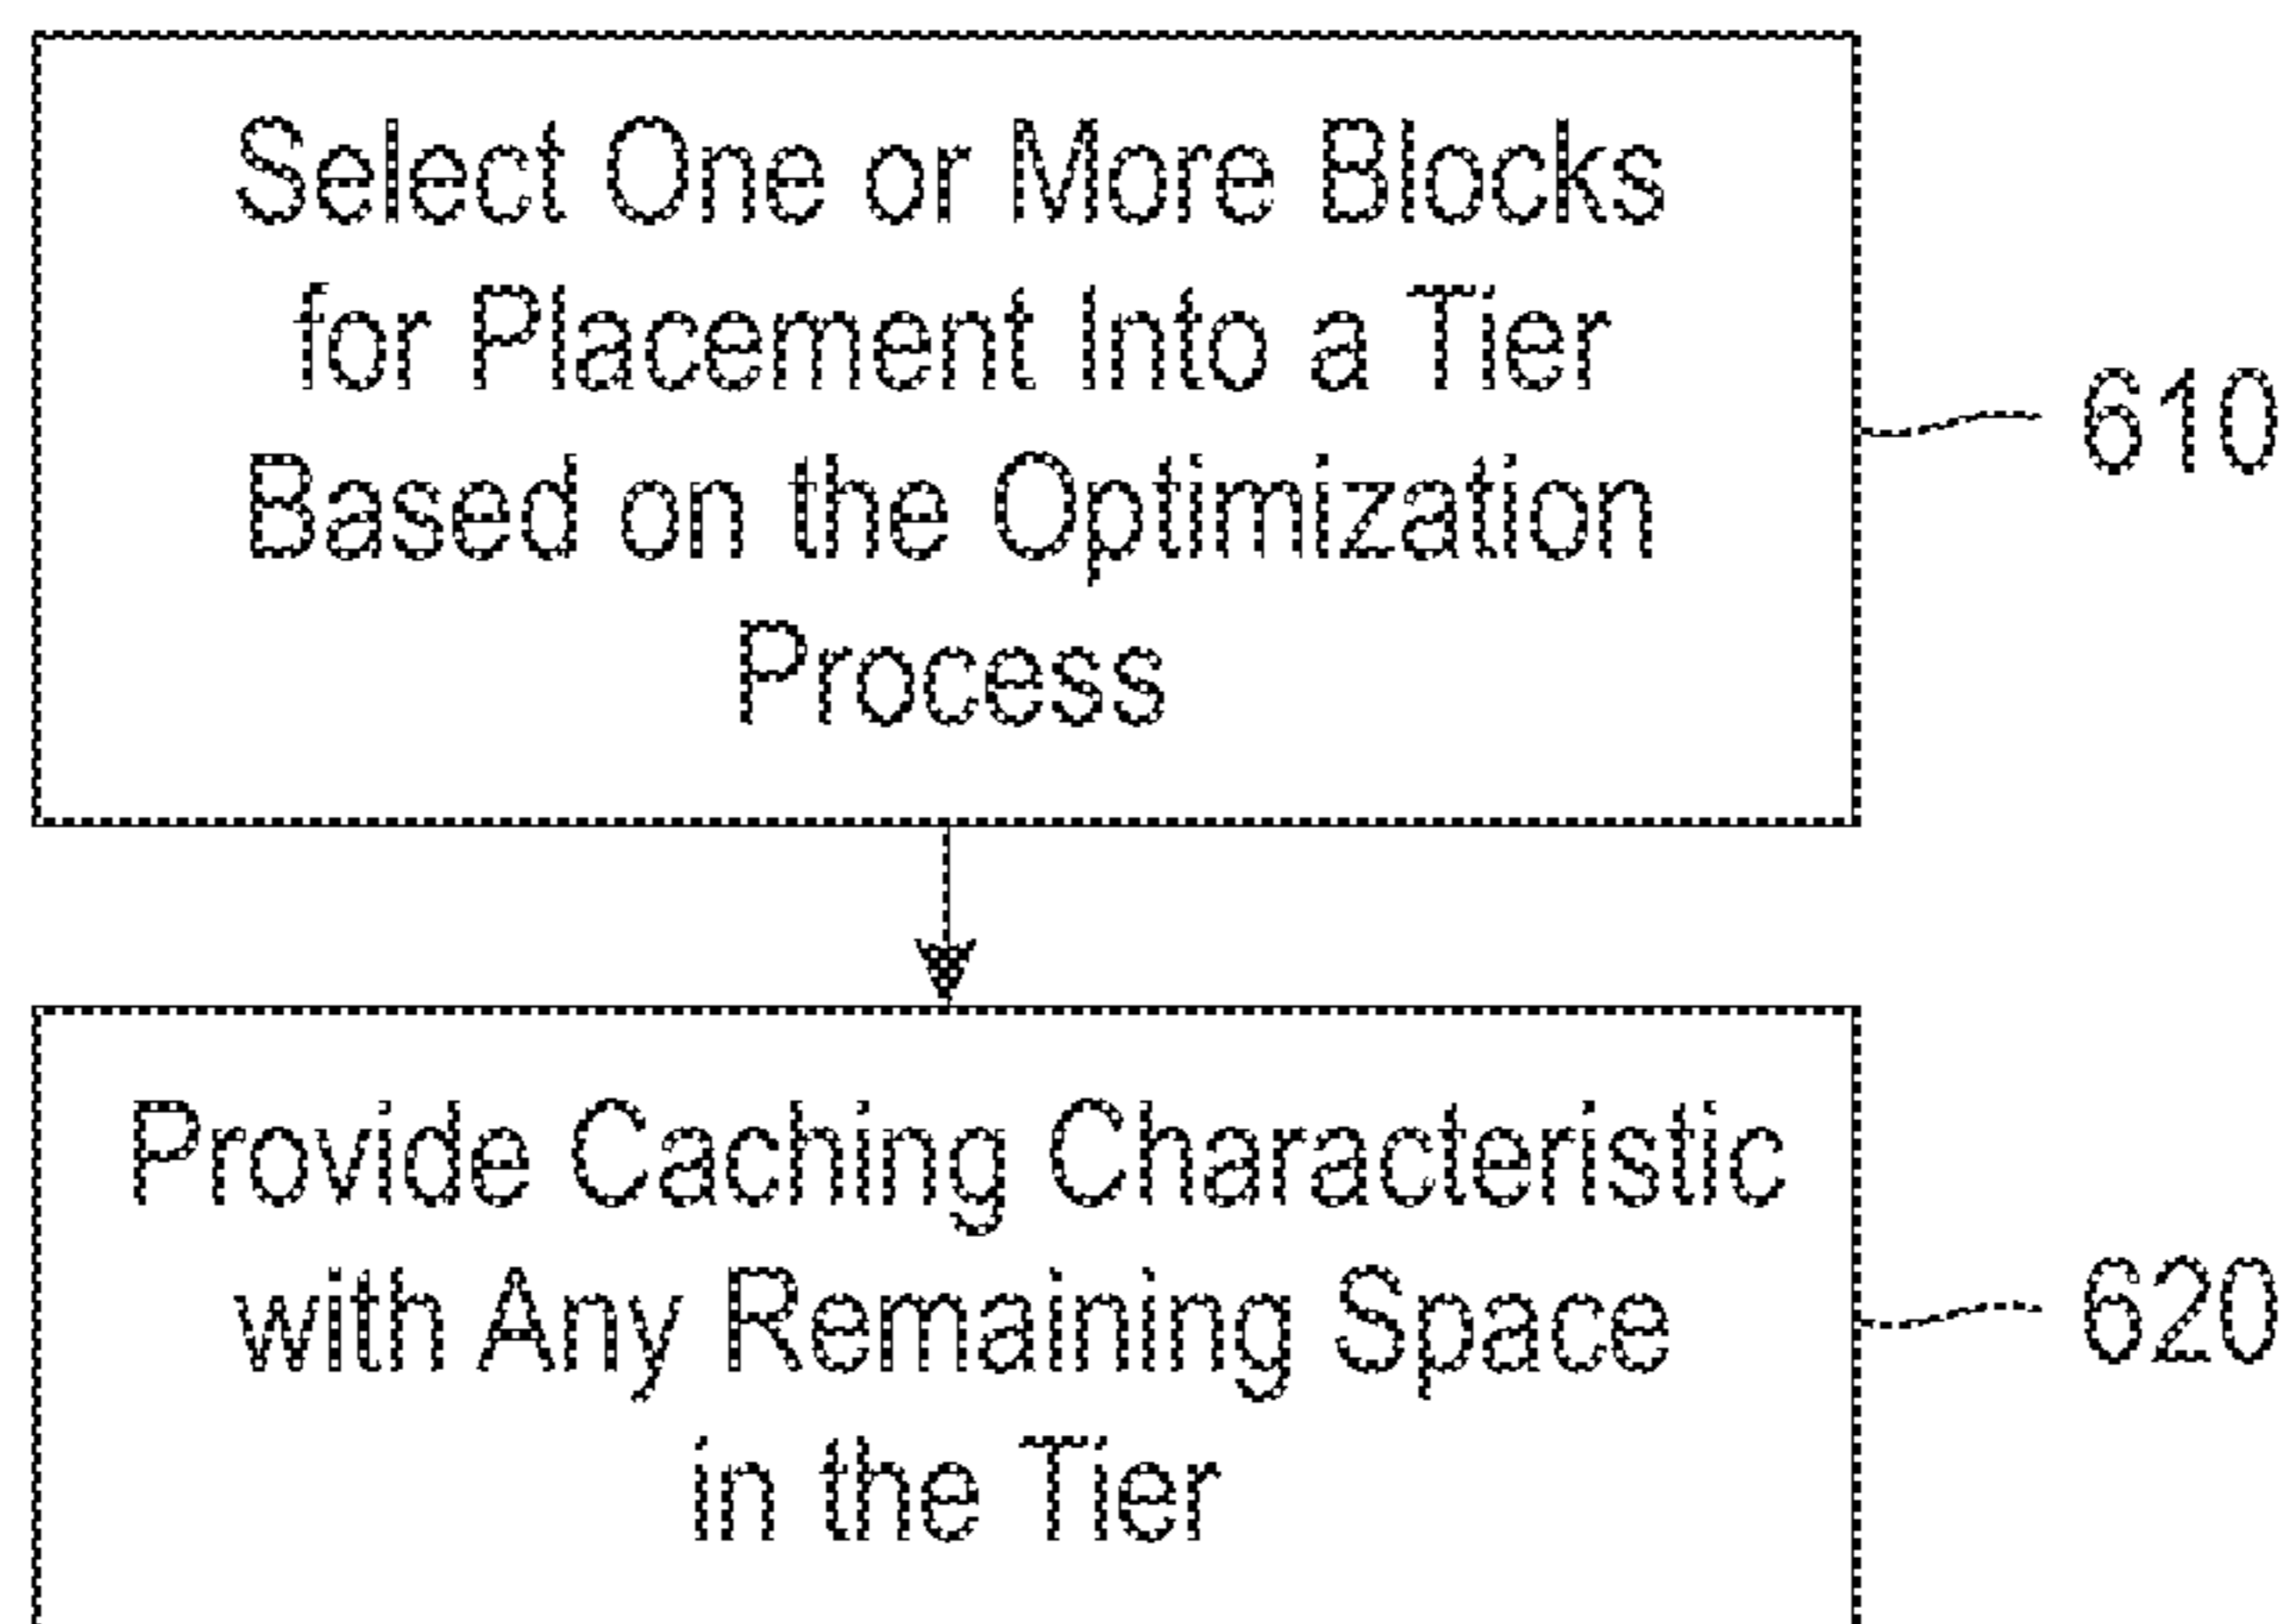 Select One or More Blocks
for Placement Into a Tier
Based on the Optimization
Process
610
Provide Caching Characteristic
with Any Remaining Space
in the Tier
620